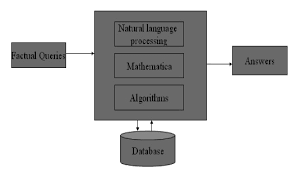 Factual Queries
Natural language
processing
Mathematica
Algorithms
Answers
Database